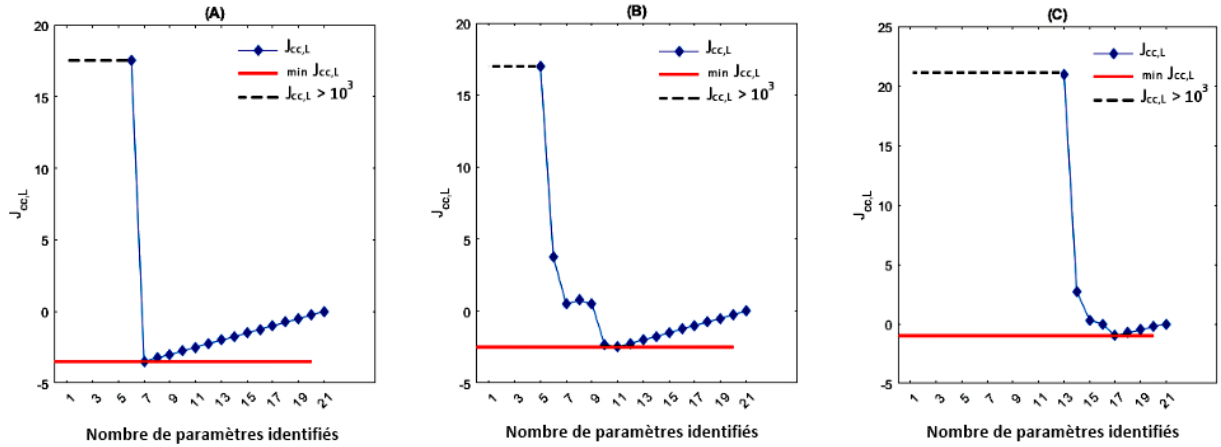 (A)
20
15
10
5
0
-5
J_cc,L
J_cc,L
min J_cc,L
J_cc,L > 10^3
1 3 5 7 9 11 13 15 17 19 21
Nombre de paramètres identifiés
(B)
20
15
10
5
0
-5
J_cc,L
J_cc,L
min J_cc,L
J_cc,L > 10^3
1 3 5 7 9 11 13 15 17 19 21
Nombre de paramètres identifiés
(C)
25
20
15
10
5
0
-5
J_cc,L
J_cc,L
min J_cc,L
J_cc,L > 10^3
1 3 5 7 9 11 13 15 17 19 21
Nombre de paramètres identifiés